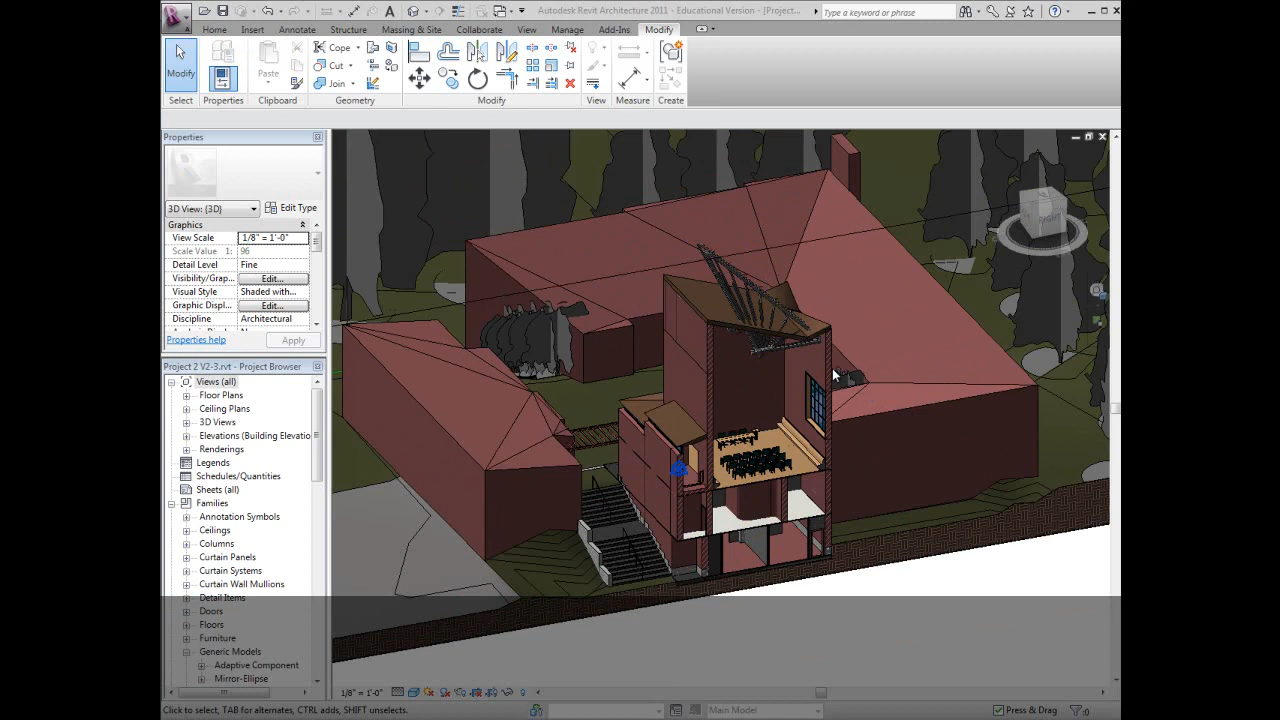 Autodesk Revit Architecture 2011 - Educational Version - [Project...
Type a keyword or phrase
Home Insert Annotate Structure Massing & Site Collaborate View Manage Add-Ins Modify
Modify Paste Cope Cut Join
Select Properties Clipboard Geometry Modify View Measure Create
Properties
3D View: {3D} Edit Type
Graphics
View Scale 1/8" = 1'-0"
Scale Value 1: 96
Detail Level Fine
Visibility/Grap... Edit...
Visual Style Shaded with...
Graphic Displ... Edit...
Discipline Architectural
Properties help Apply
Project 2 V2-3.rvt - Project Browser
Views (all)
Floor Plans
Ceiling Plans
3D Views
Elevations (Building Elevatio
Renderings
Legends
Schedules/Quantities
Sheets (all)
Families
Annotation Symbols
Ceilings
Columns
Curtain Panels
Curtain Systems
Curtain Wall Mullions
Detail Items
Doors
Floors
Furniture
Generic Models
Adaptive Component
Mirror-Ellipse
RIGHT
1/8" = 1'-0"
Click to select, TAB for alternates, CTRL adds, SHIFT unselects.
Main Model
Press & Drag
:0